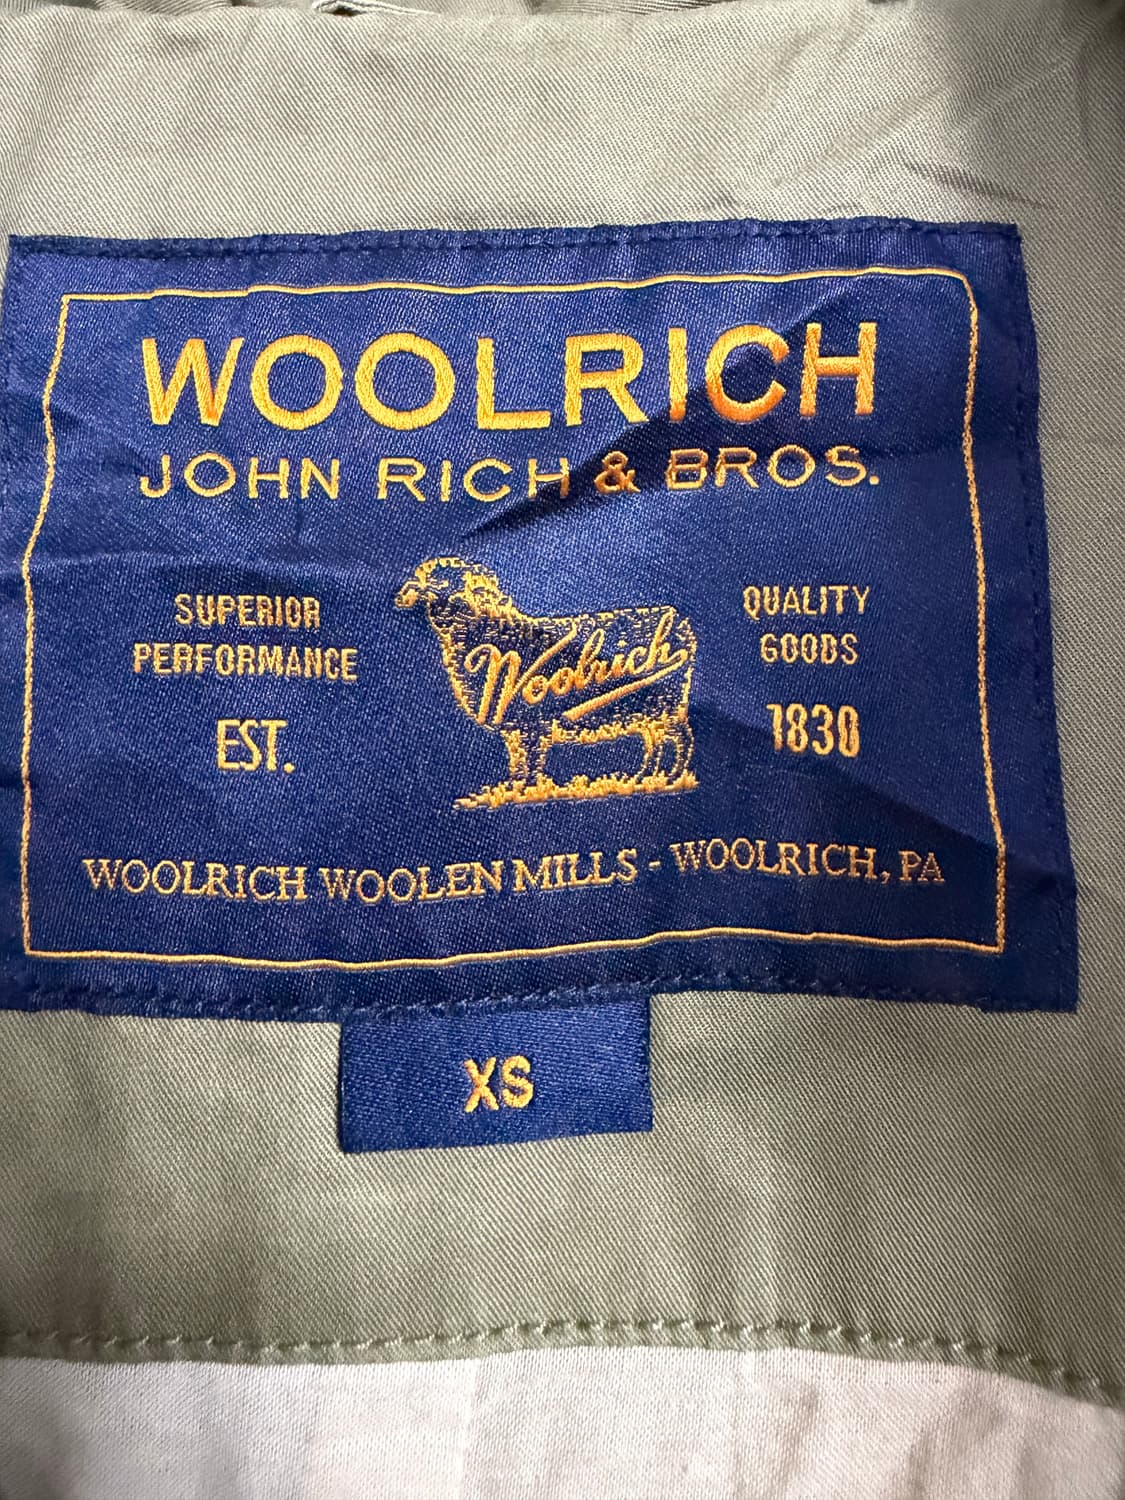 WOOLRICH
JOHN RICH & BROS.
SUPERIOR
PERFORMANCE
EST.
Woolrich
QUALITY
GOODS
1830
WOOLRICH WOOLEN MILLS - WOOLRICH, PA
XS